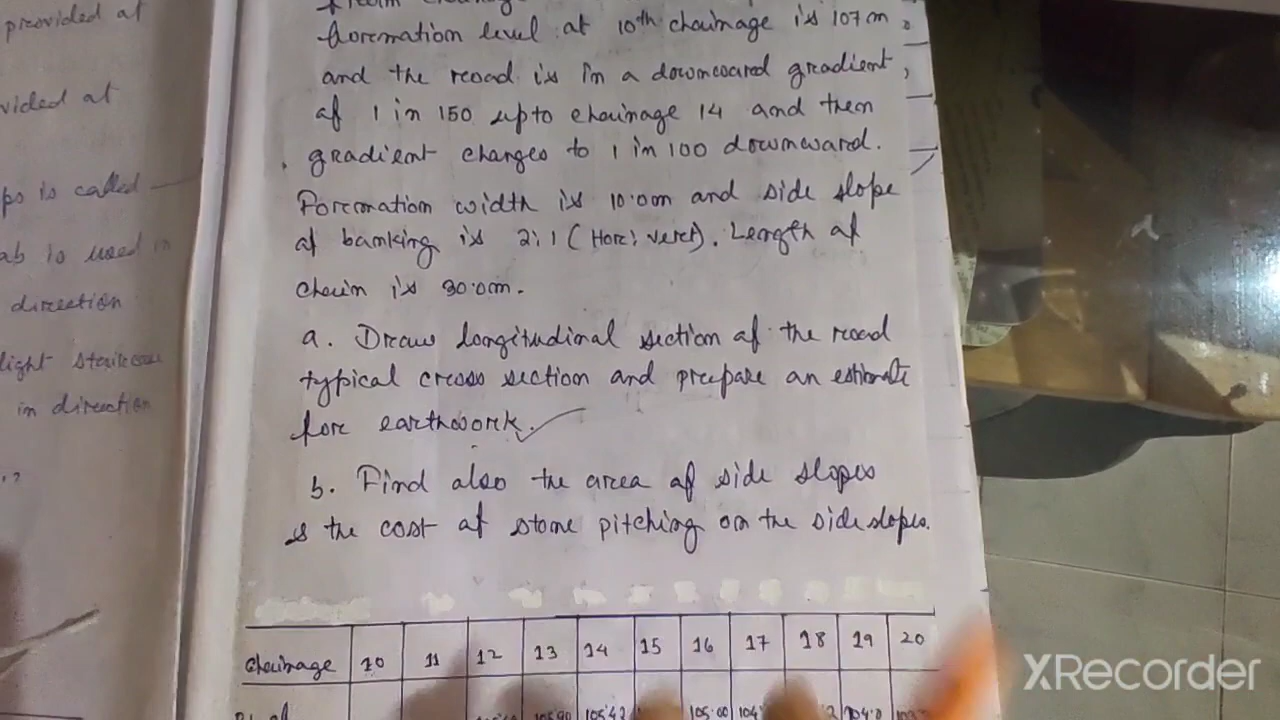 provided at
vided at
ps is called
ab is used in
direction
light staircase
in direction
formation level at 10th chainage is 107 m
and the road is in a downward gradient
of 1 in 150 upto chainage 14 and then
gradient changes to 1 in 100 downward.
Formation width is 10.0m and side slope
of banking is 2:1 (Hor: vert). Length of
chain is 30.0m.
a. Draw longitudinal section of the road
typical cross section and prepare an estimate
for earthwork.
b. Find also the area of side slopes
& the cost of stone pitching on the side slopes.
Chainage 10 11 12 13 14 15 16 17 18 19 20
105.90 105.42 105.00 104.0
XRecorder